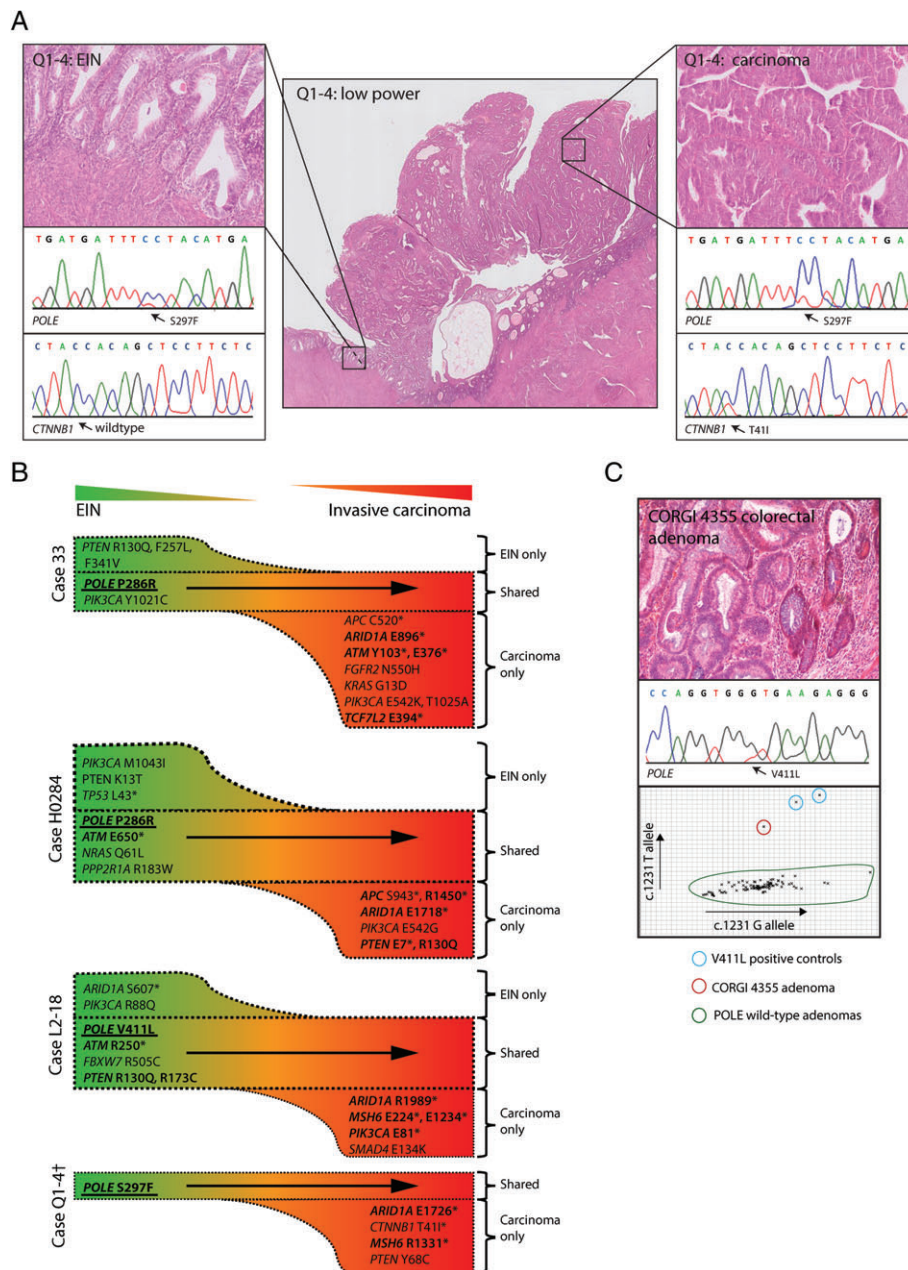 A
Q1-4: EIN
Q1-4: low power
Q1-4: carcinoma
TGATGATTTCCTACATGA
POLE
S297F
CTACCACAGCTCCTTCTC
CTNNB1
wildtype
TGATGATTTCCTACATGA
POLE
S297F
CTACCACAGCTCCTTCTC
CTNNB1
T41I
B
EIN
Invasive carcinoma
Case 33
PTEN R130Q, F257L,
F341V
EIN only
POLE P286R
PIK3CA Y1021C
Shared
APC C520*
ARID1A E896*
ATM Y103*, E376*
FGFR2 N550H
KRAS G13D
PIK3CA E542K, T1025A
TCF7L2 E394*
Carcinoma
only
Case H0284
PIK3CA M1043I
PTEN K13T
TP53 L43*
EIN only
POLE P286R
ATM E650*
NRAS Q61L
PPP2R1A R183W
Shared
APC S943*, R1450*
ARID1A E1718*
PIK3CA E542G
PTEN E7*, R130Q
Carcinoma
only
Case L2-18
ARID1A S607*
PIK3CA R88Q
EIN only
POLE V411L
ATM R250*
FBXW7 R505C
PTEN R130Q, R173C
Shared
ARID1A R1989*
MSH6 E224*, E1234*
PIK3CA E81*
SMAD4 E134K
Carcinoma
only
Case Q1-4†
POLE S297F
Shared
ARID1A E1726*
CTNNB1 T41I*
MSH6 R1331*
PTEN Y68C
Carcinoma
only
C
CORGI 4355 colorectal
adenoma
CCAGGTGGGTGAAGAGGG
POLE
V411L
c.1231 T allele
c.1231 G allele
V411L positive controls
CORGI 4355 adenoma
POLE wild-type adenomas